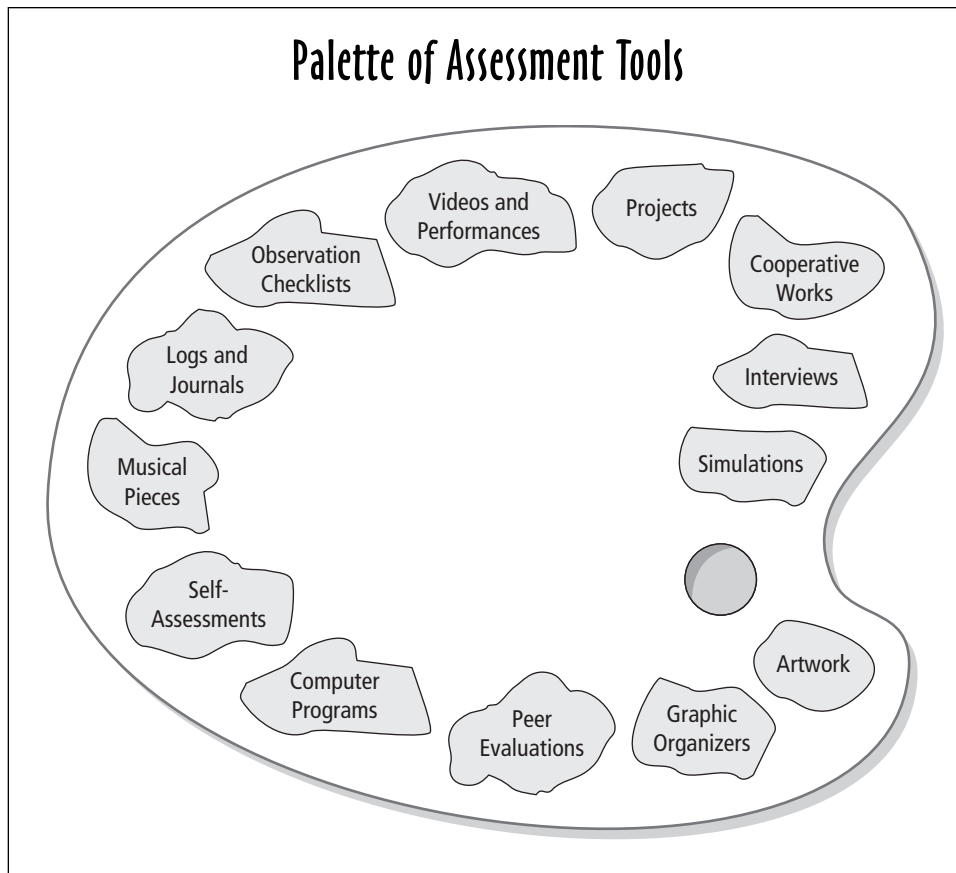 Palette of Assessment Tools
Videos and
Performances
Projects
Observation
Checklists
Cooperative
Works
Logs and
Journals
Interviews
Musical
Pieces
Simulations
Self-
Assessments
Artwork
Computer
Programs
Peer
Evaluations
Graphic
Organizers